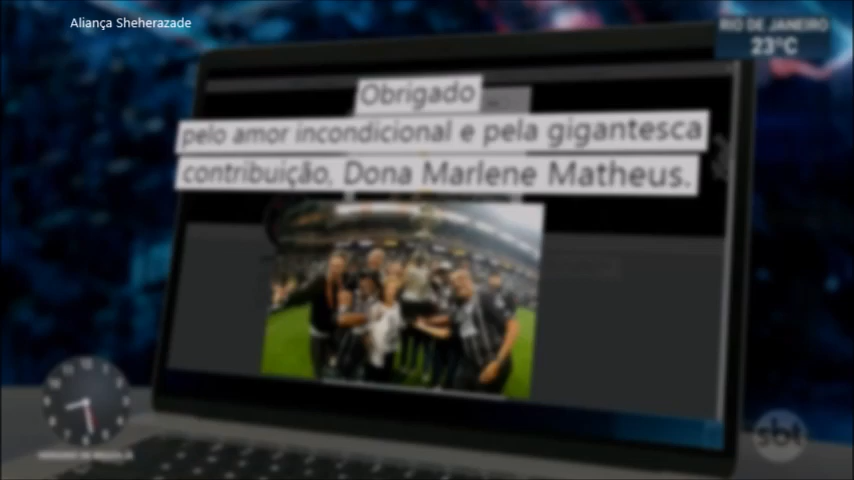 Aliança Sheherazade
RIO DE JANEIRO
23°C
Obrigado
pelo amor incondicional e pela gigantesca
contribuição, Dona Marlene Matheus.
sbt